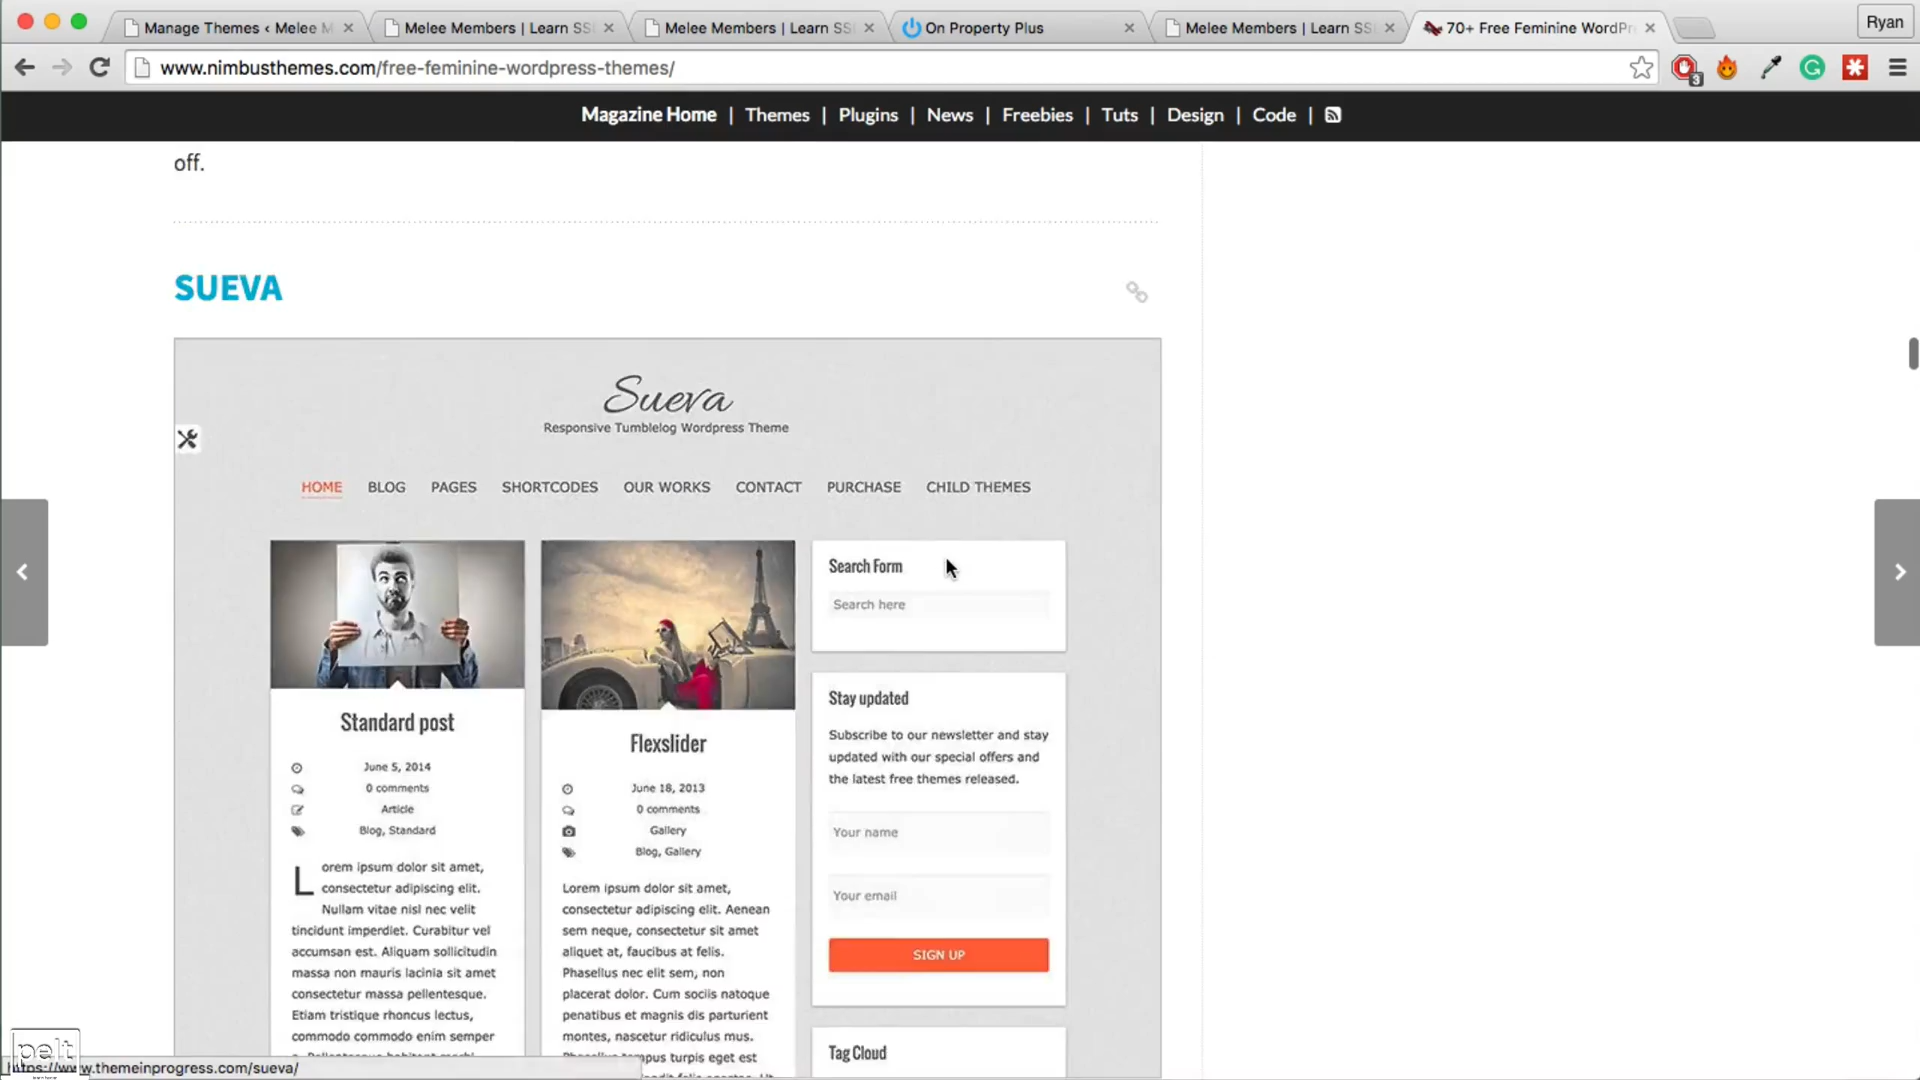 Manage Themes ‹ Melee M
Melee Members | Learn SS
Melee Members | Learn SS
On Property Plus
Melee Members | Learn SS
70+ Free Feminine WordPr
Ryan
www.nimbusthemes.com/free-feminine-wordpress-themes/
3
Magazine Home | Themes | Plugins | News | Freebies | Tuts | Design | Code |
off.
SUEVA
Sueva
Responsive Tumblelog Wordpress Theme
HOME BLOG PAGES SHORTCODES OUR WORKS CONTACT PURCHASE CHILD THEMES
Standard post
June 5, 2014
0 comments
Article
Blog, Standard
Lorem ipsum dolor sit amet,
consectetur adipiscing elit.
Nullam vitae nisl nec velit
tincidunt imperdiet. Curabitur vel
accumsan est. Aliquam sollicitudin
massa non mauris lacinia sit amet
consectetur massa pellentesque.
Etiam tristique rhoncus lectus,
commodo commodo enim semper
Flexslider
June 18, 2013
0 comments
Gallery
Blog, Gallery
Lorem ipsum dolor sit amet,
consectetur adipiscing elit. Aenean
sem neque, consectetur sit amet
aliquet at, faucibus at felis.
Phasellus nec elit sem, non
placerat dolor. Cum sociis natoque
penatibus et magnis dis parturient
montes, nascetur ridiculus mus.
tempus turpis eget est
Search Form
Search here
Stay updated
Subscribe to our newsletter and stay
updated with our special offers and
the latest free themes released.
Your name
Your email
SIGN UP
Tag Cloud
pelt
https://www.themeinprogress.com/sueva/